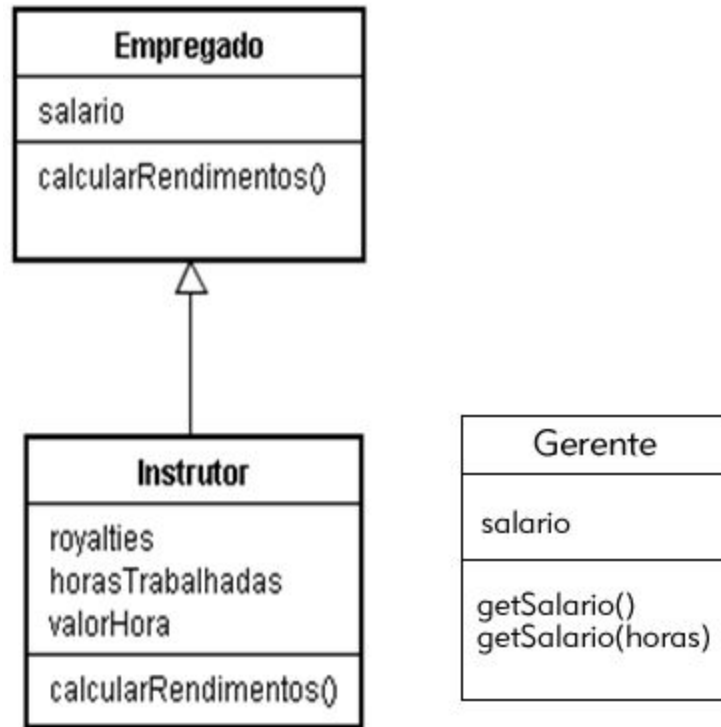 Empregado
salario
calcularRendimentos()
Instrutor
royalties
horasTrabalhadas
valorHora
calcularRendimentos()
Gerente
salario
getSalario()
getSalario(horas)